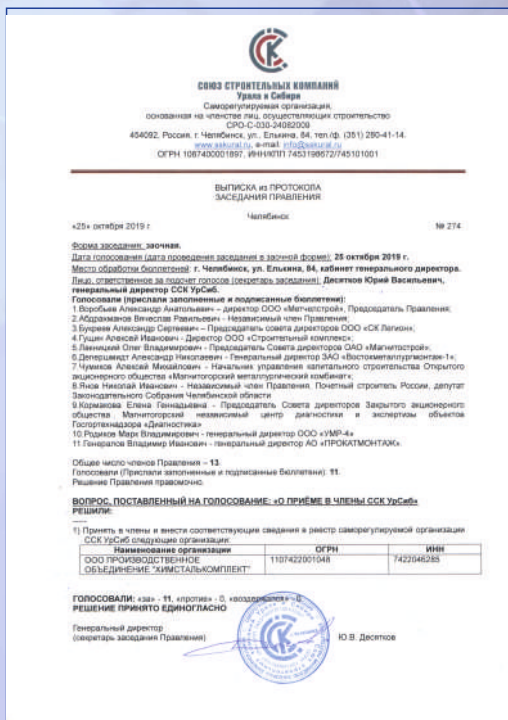 СОЮЗ СТРОИТЕЛЬНЫХ КОМПАНИЙ
Урала и Сибири
Саморегулируемая организация,
основанная на членстве лиц, осуществляющих строительство
СРО-С-030-24082009
454092, Россия, г. Челябинск, ул. Елькина, 84, тел./ф. (351) 280-41-14,
www.sskural.ru, e-mail: info@sskural.ru
ОГРН 1087400001897, ИНН/КПП 7453198672/745101001
ВЫПИСКА из ПРОТОКОЛА
ЗАСЕДАНИЯ ПРАВЛЕНИЯ
Челябинск
«25» октября 2019 г № 274
Форма заседания: заочная.
Дата голосования (дата проведения заседания в заочной форме): 25 октября 2019 г.
Место обработки бюллетеней: г. Челябинск, ул. Елькина, 84, кабинет генерального директора.
Лицо, ответственное за подсчет голосов (секретарь заседания): Десятков Юрий Васильевич,
генеральный директор ССК УрСиб.
Голосовали (прислали заполненные и подписанные бюллетени):
1.Воробьев Александр Анатольевич – директор ООО «Метчелстрой», Председатель Правления;
2.Абдрахманов Вячеслав Равильевич - Независимый член Правления;
3.Букреев Александр Сергеевич – Председатель совета директоров ООО «СК Легион»;
4.Гущин Алексей Иванович - Директор ООО «Строительный комплекс»;
5.Лакницкий Олег Владимирович - Председатель Совета директоров ОАО «Магнитострой»;
6.Депершмидт Александр Николаевич - Генеральный директор ЗАО «Востокметаллургмонтаж-1»;
7.Чумиков Алексей Михайлович - Начальник управления капитального строительства Открытого
акционерного общества «Магнитогорский металлургический комбинат»;
8.Янов Николай Иванович - Независимый член Правления, Почетный строитель России, депутат
Законодательного Собрания Челябинской области
9.Кормакова Елена Геннадьевна - Председатель Совета директоров Закрытого акционерного
общества Магнитогорский независимый центр диагностики и экспертизы объектов
Госгортехнадзора «Диагностика»
10.Родиков Марк Владимирович - генеральный директор ООО «УМР-4»
11.Генералов Владимир Иванович - генеральный директор АО «ПРОКАТМОНТАЖ».
Общее число членов Правления – 13.
Голосовали (Прислали заполненные и подписанные бюллетени): 11.
Решение Правления правомочно.
ВОПРОС, ПОСТАВЛЕННЫЙ НА ГОЛОСОВАНИЕ: «О ПРИЁМЕ В ЧЛЕНЫ ССК УрСиб»
РЕШИЛИ:
1) Принять в члены и внести соответствующие сведения в реестр саморегулируемой организации
ССК УрСиб следующие организации:
Наименование организации ОГРН ИНН
ООО ПРОИЗВОДСТВЕННОЕ 1107422001048 7422046285
ОБЪЕДИНЕНИЕ "ХИМСТАЛЬКОМПЛЕКТ"
ГОЛОСОВАЛИ: «за» - 11, «против» - 0, «воздержался» - 0.
РЕШЕНИЕ ПРИНЯТО ЕДИНОГЛАСНО
Генеральный директор
(секретарь заседания Правления) Ю.В. Десятков